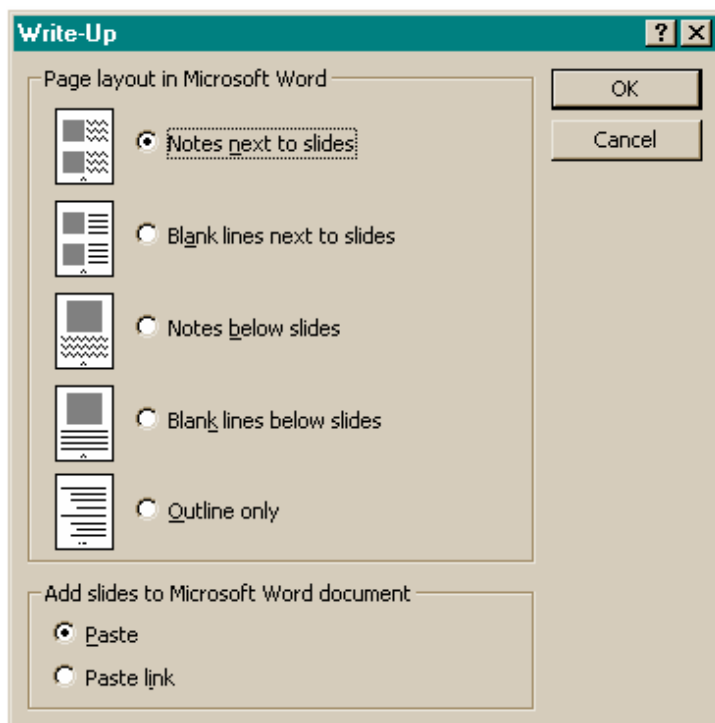 Write-Up
Page layout in Microsoft Word
OK
Notes next to slides
Cancel
Blank lines next to slides
Notes below slides
Blank lines below slides
Outline only
Add slides to Microsoft Word document
Paste
Paste link